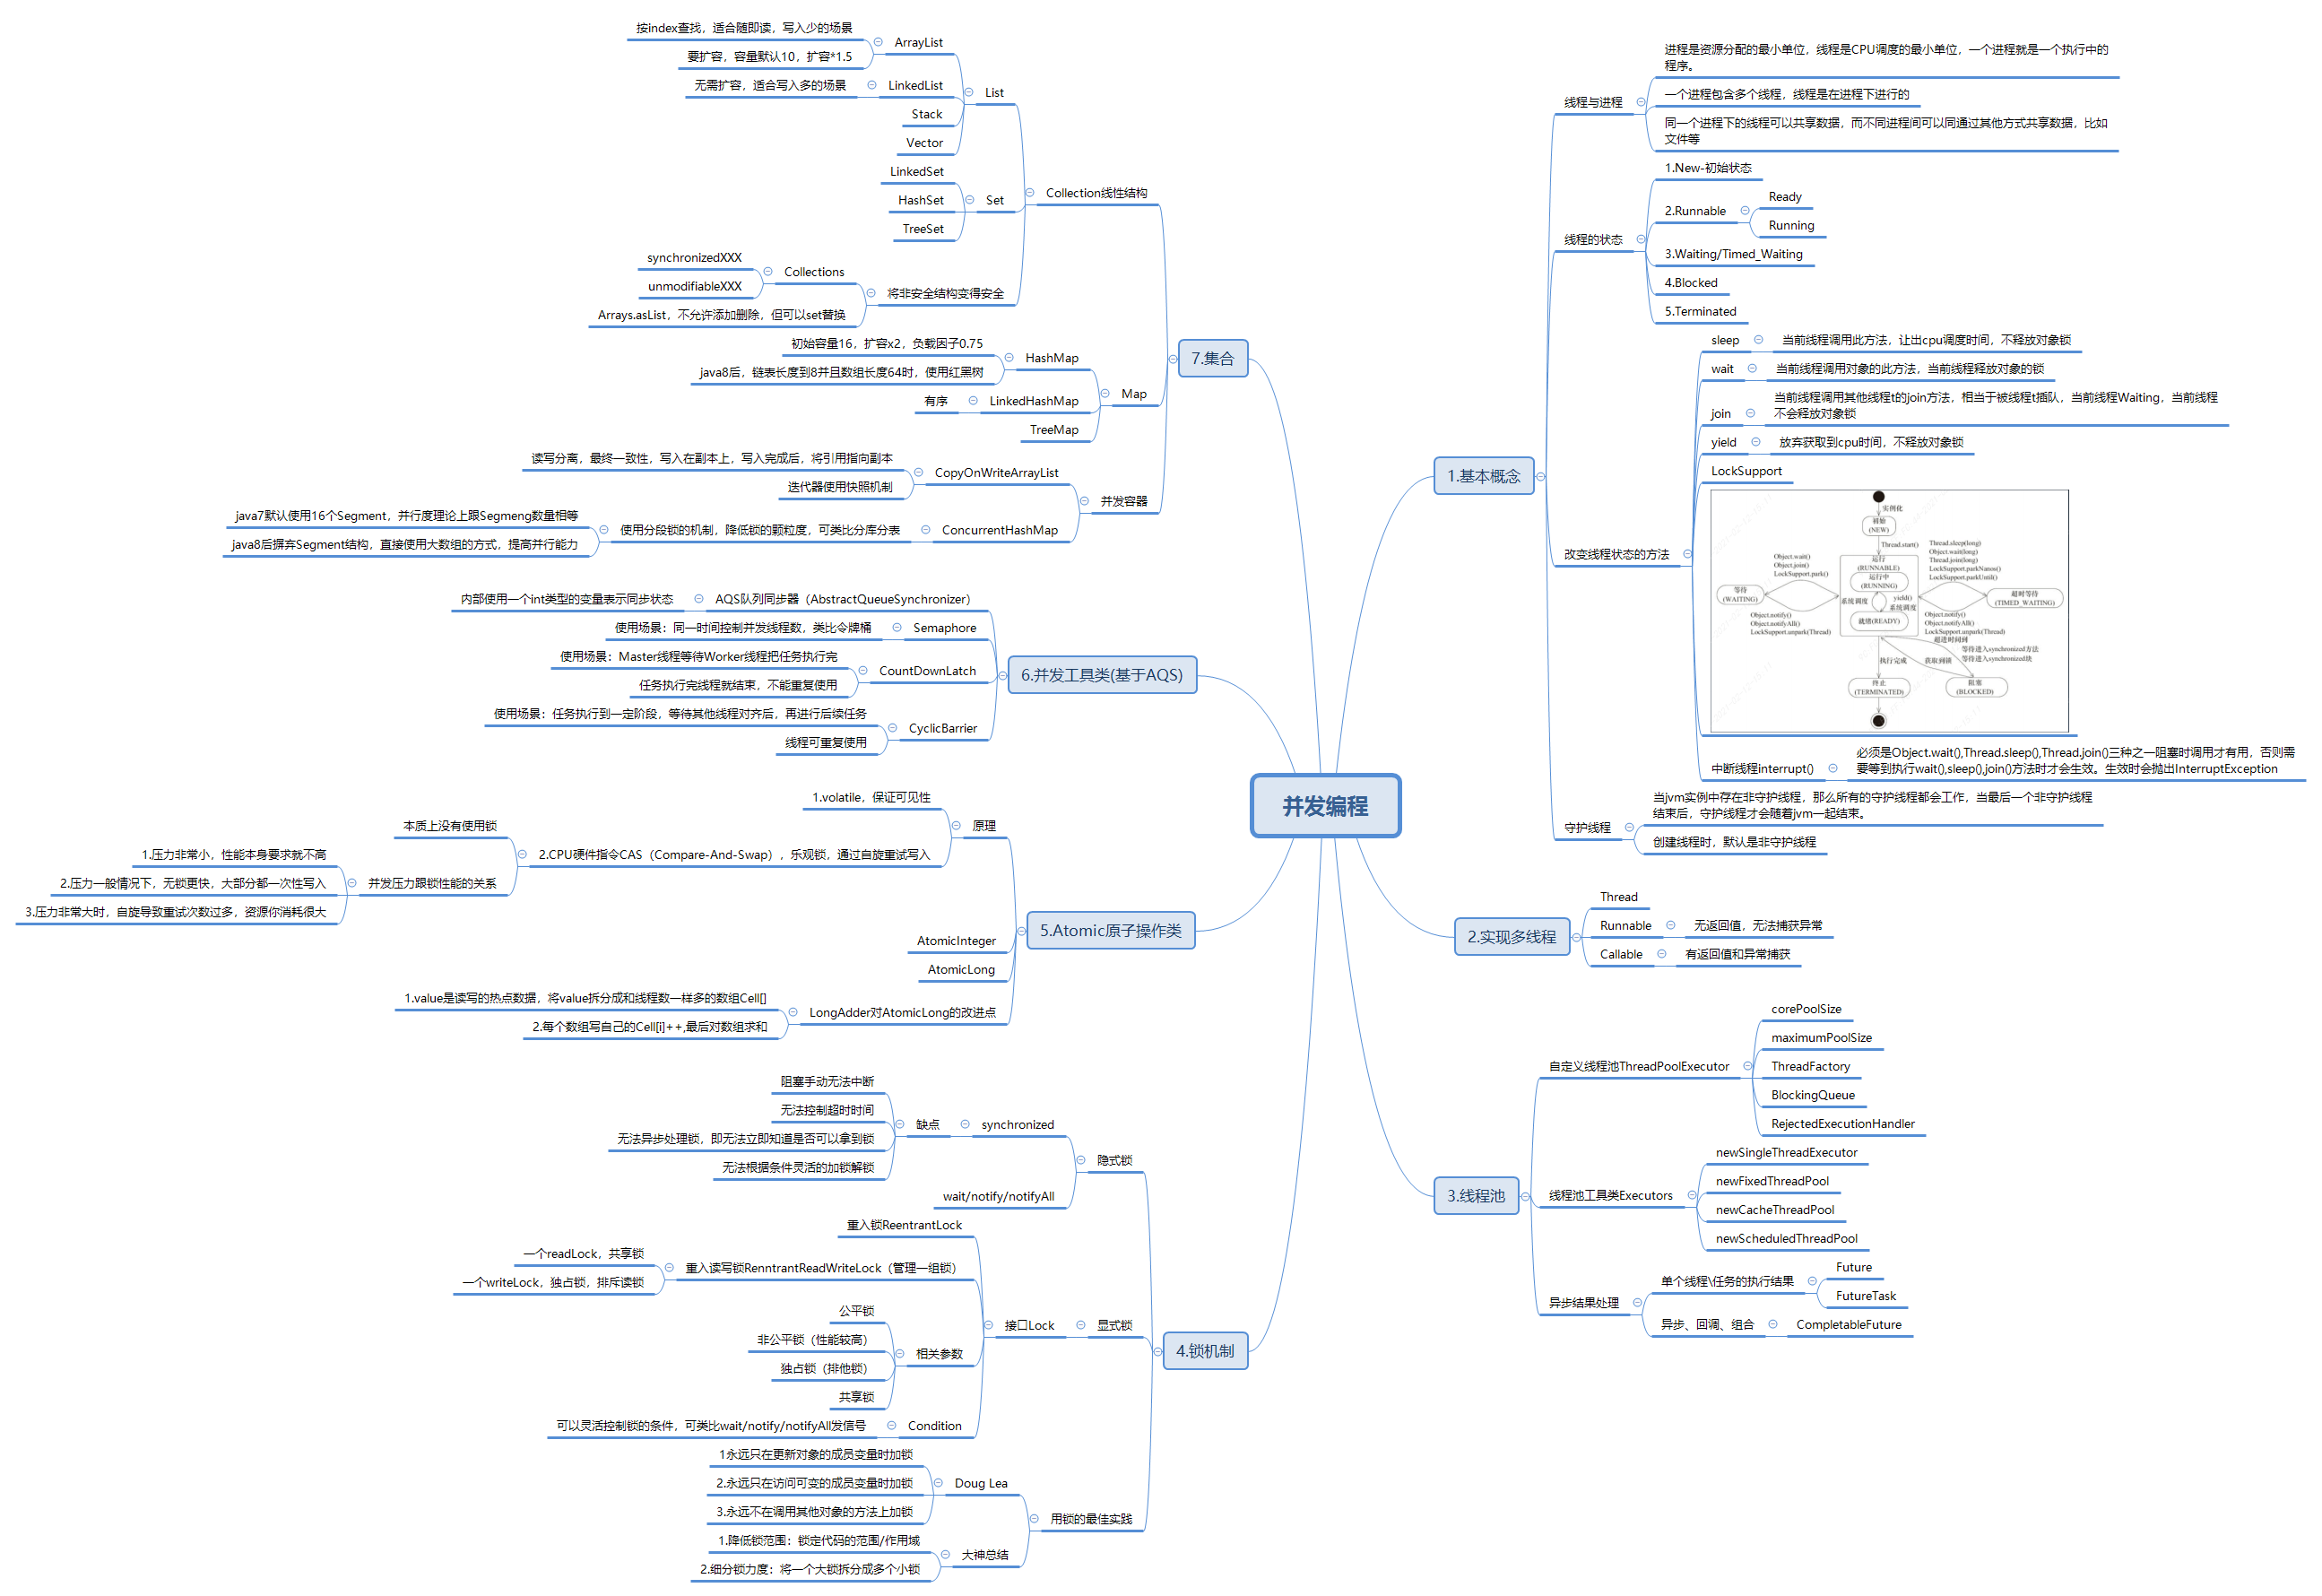 并发编程
1.基本概念
线程与进程
进程是资源分配的最小单位，线程是CPU调度的最小单位，一个进程就是一个执行中的
程序。
一个进程包含多个线程，线程是在进程下进行的
同一个进程下的线程可以共享数据，而不同进程间可以同通过其他方式共享数据，比如
文件等
线程的状态
1.New-初始状态
2.Runnable
Ready
Running
3.Waiting/Timed_Waiting
4.Blocked
5.Terminated
改变线程状态的方法
sleep
当前线程调用此方法，让出cpu调度时间，不释放对象锁
wait
当前线程调用对象的此方法，当前线程释放对象的锁
join
当前线程调用其他线程t的join方法，相当于被线程t插队，当前线程Waiting，当前线程
不会释放对象锁
yield
放弃获取到cpu时间，不释放对象锁
LockSupport
实例化
初始
(NEW)
Thread.start()
Object.wait()
Object.join()
LockSupport.park()
运行
(RUNNABLE)
运行中
(RUNNING)
Thread.sleep(long)
Object.wait(long)
Thread.join(long)
LockSupport.parkNanos()
LockSupport.parkUntil()
等待
(WAITING)
系统调度
yield()
系统调度
超时等待
(TIMED_WAITING)
就绪(READY)
Object.notify()
Object.notifyAll()
LockSupport.unpark(Thread)
Object.notify()
Object.notifyAll()
LockSupport.unpark(Thread)
超进时间到
等待进入synchronized方法
等待进入synchronized块
执行完成
获取到锁
终止
(TERMINATED)
阻塞
(BLOCKED)
中断线程interrupt()
必须是Object.wait(),Thread.sleep(),Thread.join()三种之一阻塞时调用才有用，否则需
要等到执行wait(),sleep(),join()方法时才会生效。生效时会抛出InterruptException
守护线程
当jvm实例中存在非守护线程，那么所有的守护线程都会工作，当最后一个非守护线程
结束后，守护线程才会随着jvm一起结束。
创建线程时，默认是非守护线程
2.实现多线程
Thread
Runnable
无返回值，无法捕获异常
Callable
有返回值和异常捕获
3.线程池
自定义线程池ThreadPoolExecutor
corePoolSize
maximumPoolSize
ThreadFactory
BlockingQueue
RejectedExecutionHandler
线程池工具类Executors
newSingleThreadExecutor
newFixedThreadPool
newCacheThreadPool
newScheduledThreadPool
异步结果处理
单个线程\任务的执行结果
Future
FutureTask
异步、回调、组合
CompletableFuture
4.锁机制
隐式锁
synchronized
缺点
阻塞手动无法中断
无法控制超时时间
无法异步处理锁，即无法立即知道是否可以拿到锁
无法根据条件灵活的加锁解锁
wait/notify/notifyAll
显式锁
接口Lock
重入锁ReentrantLock
重入读写锁RenntrantReadWriteLock（管理一组锁）
一个readLock，共享锁
一个writeLock，独占锁，排斥读锁
相关参数
公平锁
非公平锁（性能较高）
独占锁（排他锁）
共享锁
Condition
可以灵活控制锁的条件，可类比wait/notify/notifyAll发信号
用锁的最佳实践
Doug Lea
1永远只在更新对象的成员变量时加锁
2.永远只在访问可变的成员变量时加锁
3.永远不在调用其他对象的方法上加锁
大神总结
1.降低锁范围：锁定代码的范围/作用域
2.细分锁力度：将一个大锁拆分成多个小锁
5.Atomic原子操作类
原理
1.volatile，保证可见性
2.CPU硬件指令CAS（Compare-And-Swap），乐观锁，通过自旋重试写入
本质上没有使用锁
并发压力跟锁性能的关系
1.压力非常小，性能本身要求就不高
2.压力一般情况下，无锁更快，大部分都一次性写入
3.压力非常大时，自旋导致重试次数过多，资源你消耗很大
AtomicInteger
AtomicLong
LongAdder对AtomicLong的改进点
1.value是读写的热点数据，将value拆分成和线程数一样多的数组Cell[]
2.每个数组写自己的Cell[i]++,最后对数组求和
6.并发工具类(基于AQS)
AQS队列同步器（AbstractQueueSynchronizer）
内部使用一个int类型的变量表示同步状态
Semaphore
使用场景：同一时间控制并发线程数，类比令牌桶
CountDownLatch
使用场景：Master线程等待Worker线程把任务执行完
任务执行完线程就结束，不能重复使用
CyclicBarrier
使用场景：任务执行到一定阶段，等待其他线程对齐后，再进行后续任务
线程可重复使用
7.集合
Collection线性结构
List
ArrayList
按index查找，适合随即读，写入少的场景
要扩容，容量默认10，扩容*1.5
LinkedList
无需扩容，适合写入多的场景
Stack
Vector
Set
LinkedSet
HashSet
TreeSet
将非安全结构变得安全
Collections
synchronizedXXX
unmodifiableXXX
Arrays.asList，不允许添加删除，但可以set替换
Map
HashMap
初始容量16，扩容x2，负载因子0.75
java8后，链表长度到8并且数组长度64时，使用红黑树
LinkedHashMap
有序
TreeMap
并发容器
CopyOnWriteArrayList
读写分离，最终一致性，写入在副本上，写入完成后，将引用指向副本
迭代器使用快照机制
ConcurrentHashMap
使用分段锁的机制，降低锁的颗粒度，可类比分库分表
java7默认使用16个Segment，并行度理论上跟Segmeng数量相等
java8后摒弃Segment结构，直接使用大数组的方式，提高并行能力